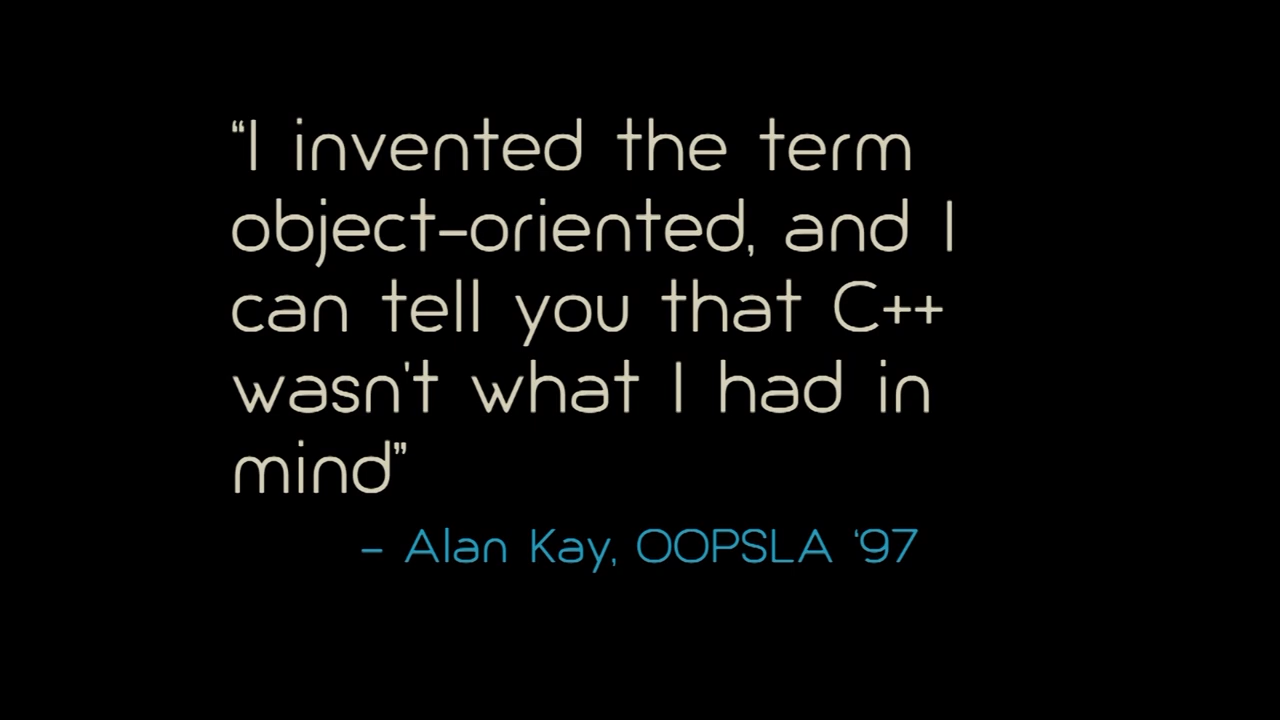 “I invented the term
object-oriented, and I
can tell you that C++
wasn't what I had in
mind”
- Alan Kay, OOPSLA ‘97